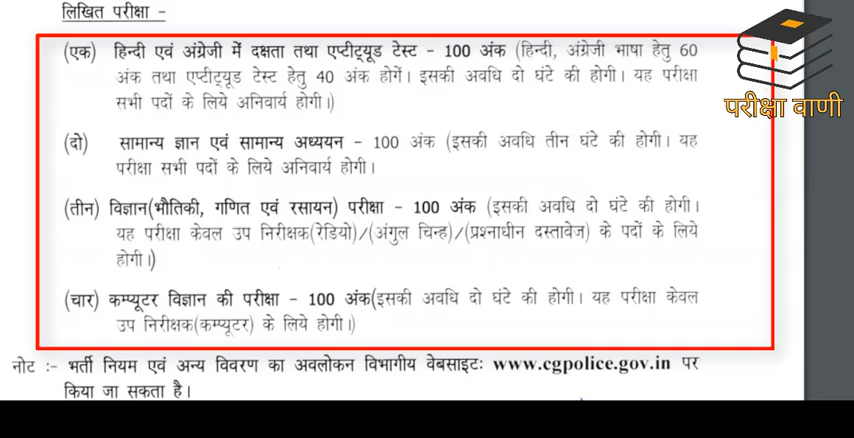 लिखित परीक्षा -
(एक) हिन्दी एवं अंग्रेजी में दक्षता तथा एप्टीट्यूड टेस्ट - 100 अंक (हिन्दी, अंग्रेजी भाषा हेतु 60
अंक तथा एप्टीट्यूड टेस्ट हेतु 40 अंक होगें। इसकी अवधि दो घंटे की होगी। यह परीक्षा
सभी पदों के लिये अनिवार्य होगी।)
परीक्षा वाणी
(दो) सामान्य ज्ञान एवं सामान्य अध्ययन - 100 अंक (इसकी अवधि तीन घंटे की होगी। यह
परीक्षा सभी पदों के लिये अनिवार्य होगी।
(तीन) विज्ञान(भौतिकी, गणित एवं रसायन) परीक्षा - 100 अंक (इसकी अवधि दो घंटे की होगी।
यह परीक्षा केवल उप निरीक्षक(रेडियो)/(अंगुल चिन्ह)/(प्रश्नाधीन दस्तावेज) के पदों के लिये
होगी।)
(चार) कम्प्यूटर विज्ञान की परीक्षा - 100 अंक(इसकी अवधि दो घंटे की होगी। यह परीक्षा केवल
उप निरीक्षक(कम्प्यूटर) के लिये होगी।)
नोट :- भर्ती नियम एवं अन्य विवरण का अवलोकन विभागीय वेबसाइटः www.cgpolice.gov.in पर
किया जा सकता है।